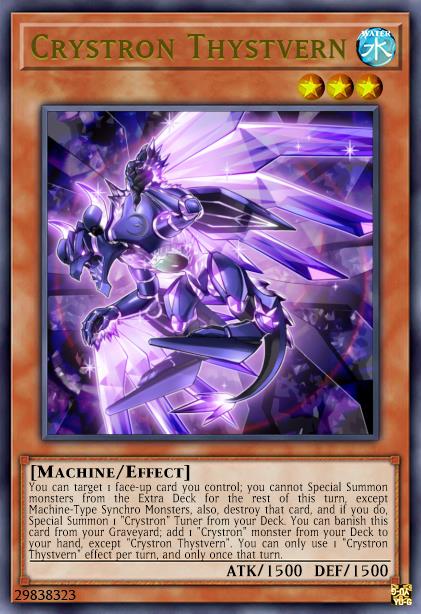 CRYSTRON THYSTVERN
WATER
水
[MACHINE/EFFECT]
You can target 1 face-up card you control; you cannot Special Summon
monsters from the Extra Deck for the rest of this turn, except
Machine-Type Synchro Monsters, also, destroy that card, and if you do,
Special Summon 1 "Crystron" Tuner from your Deck. You can banish this
card from your Graveyard; add 1 "Crystron" monster from your Deck to
your hand, except "Crystron Thystvern". You can only use 1 "Crystron
Thystvern" effect per turn, and only once that turn.
ATK/1500 DEF/1500
29838323